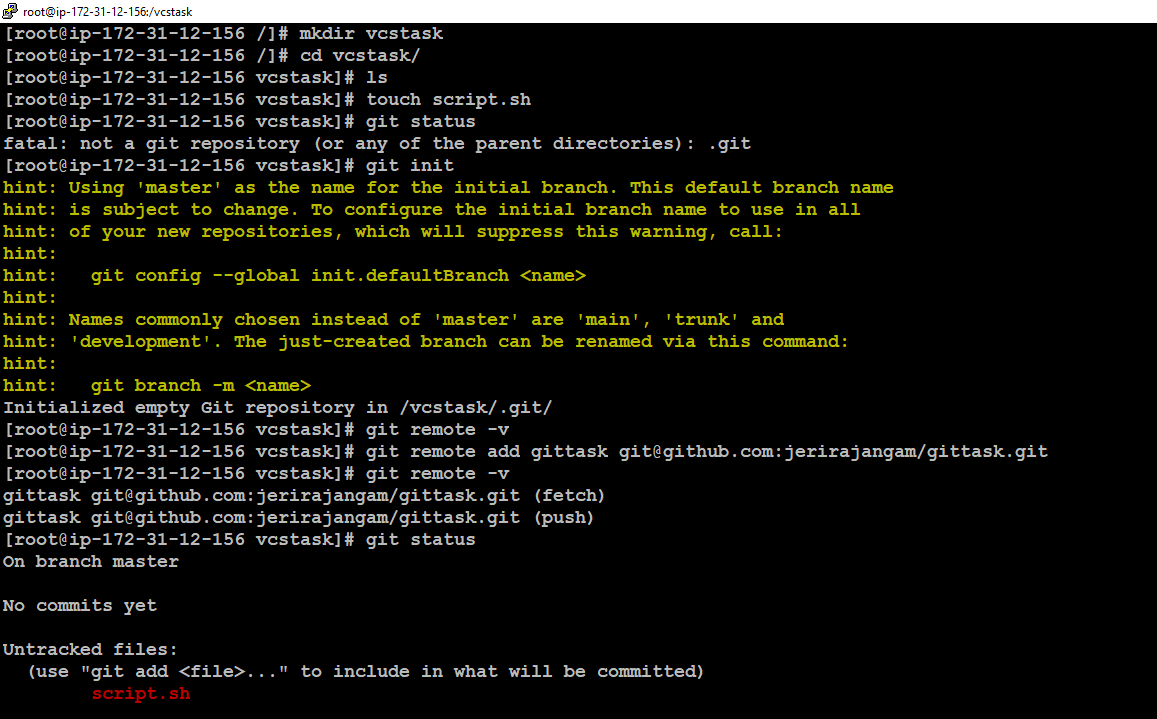 root@ip-172-31-12-156:/vcstask
[root@ip-172-31-12-156 /]# mkdir vcstask
[root@ip-172-31-12-156 /]# cd vcstask/
[root@ip-172-31-12-156 vcstask]# ls
[root@ip-172-31-12-156 vcstask]# touch script.sh
[root@ip-172-31-12-156 vcstask]# git status
fatal: not a git repository (or any of the parent directories): .git
[root@ip-172-31-12-156 vcstask]# git init
hint: Using 'master' as the name for the initial branch. This default branch name
hint: is subject to change. To configure the initial branch name to use in all
hint: of your new repositories, which will suppress this warning, call:
hint:
hint:   git config --global init.defaultBranch <name>
hint:
hint: Names commonly chosen instead of 'master' are 'main', 'trunk' and
hint: 'development'. The just-created branch can be renamed via this command:
hint:
hint:   git branch -m <name>
Initialized empty Git repository in /vcstask/.git/
[root@ip-172-31-12-156 vcstask]# git remote -v
[root@ip-172-31-12-156 vcstask]# git remote add gittask git@github.com:jerirajangam/gittask.git
[root@ip-172-31-12-156 vcstask]# git remote -v
gittask git@github.com:jerirajangam/gittask.git (fetch)
gittask git@github.com:jerirajangam/gittask.git (push)
[root@ip-172-31-12-156 vcstask]# git status
On branch master

No commits yet

Untracked files:
  (use "git add <file>..." to include in what will be committed)
        script.sh